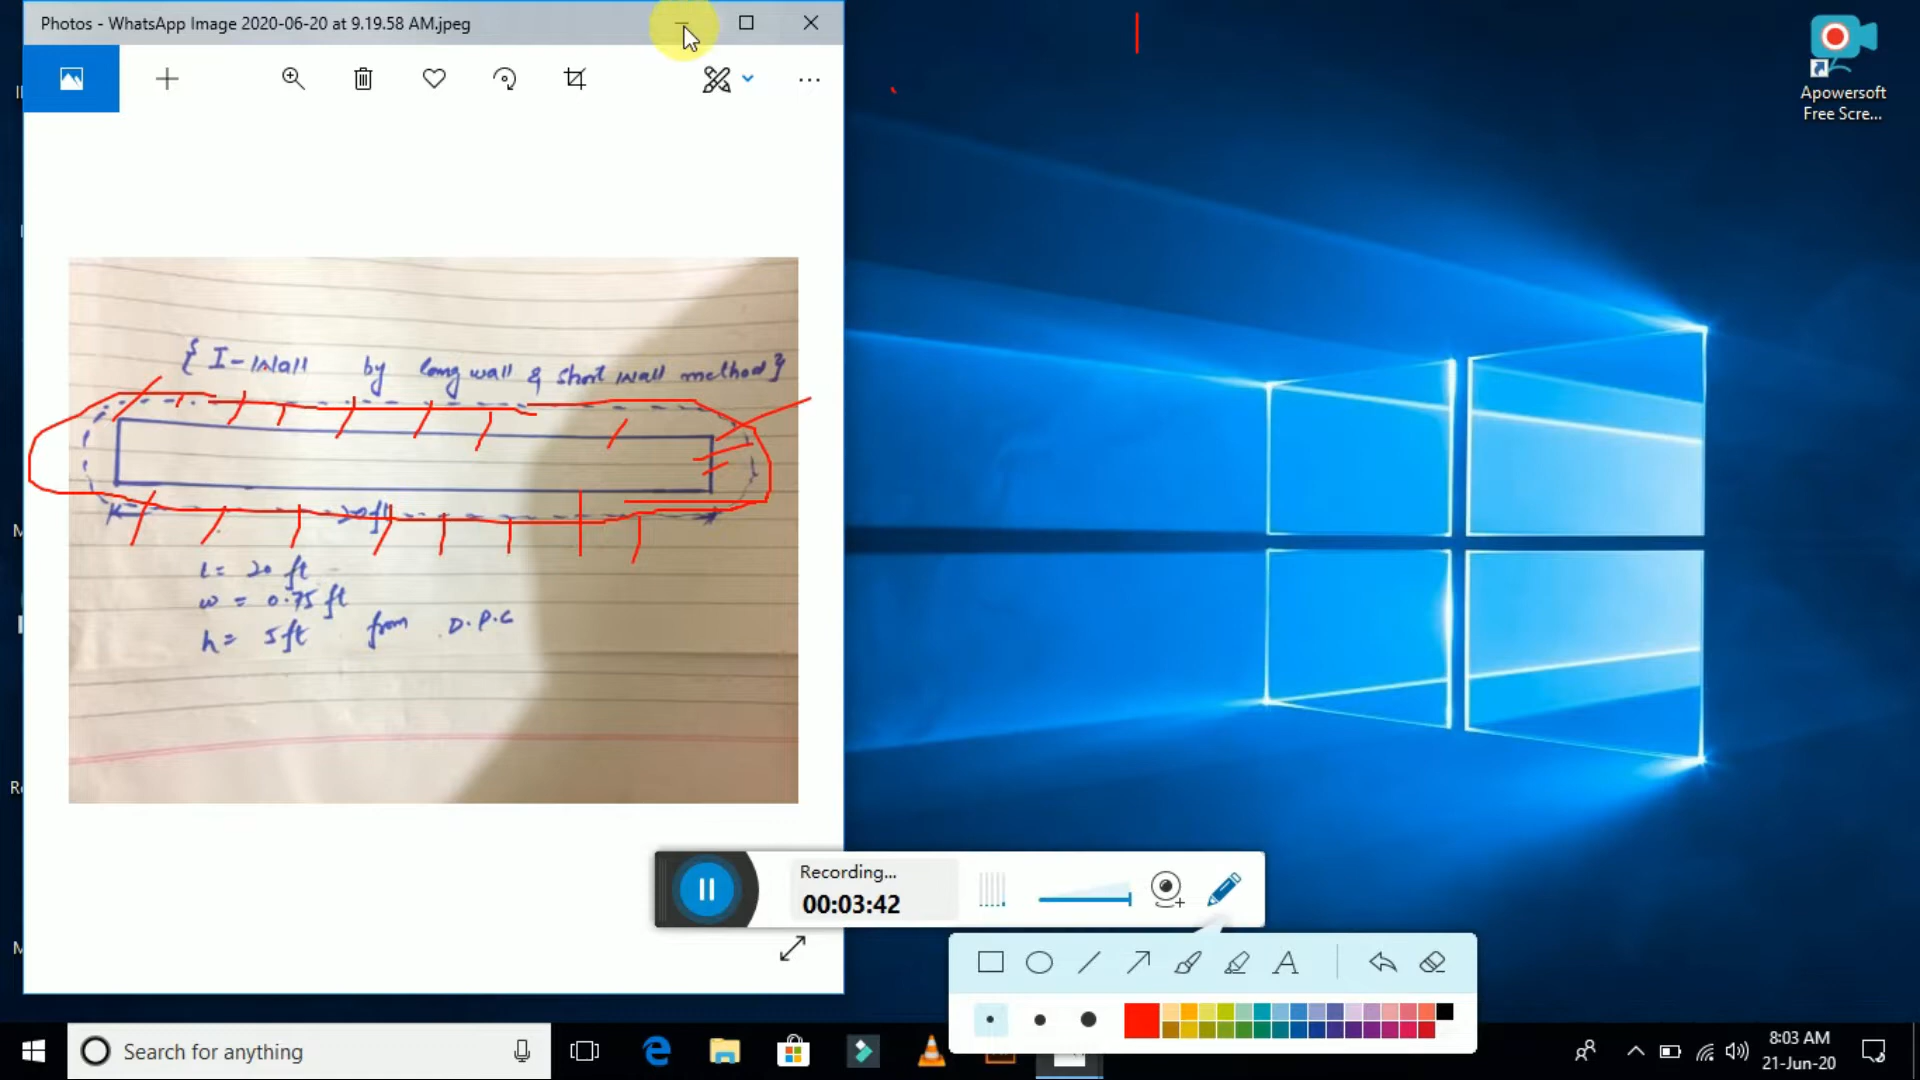 Photos - WhatsApp Image 2020-06-20 at 9.19.58 AM.jpeg
Apowersoft
Free Scre...
{ I-Wall by long wall & short wall method}
20 ft
l = 20 ft
w = 0.75 ft
h = 5 ft from D.P.C
Recording...
00:03:42
A
Search for anything
8:03 AM
21-Jun-20